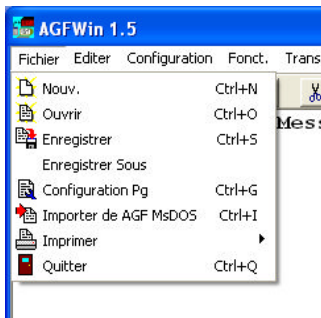 AGFWin 1.5
Fichier Editer Configuration Fonct. Trans
Nouv. Ctrl+N
Ouvrir Ctrl+O
Enregistrer Ctrl+S
Enregistrer Sous
Configuration Pg Ctrl+G
Importer de AGF MsDOS Ctrl+I
Imprimer
Quitter Ctrl+Q
Mess